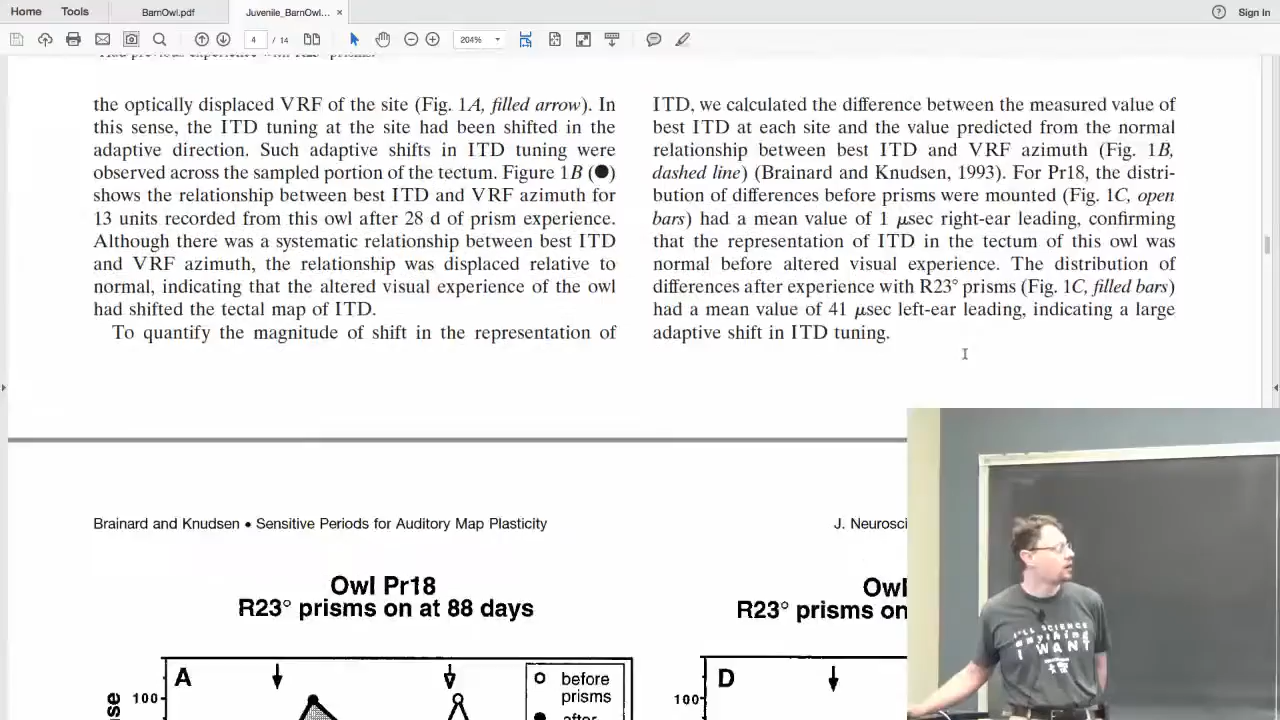 Home Tools BarnOwl.pdf Juvenile_BarnOwl... × Sign In
4 / 14 204%
the optically displaced VRF of the site (Fig. 1A, filled arrow). In
this sense, the ITD tuning at the site had been shifted in the
adaptive direction. Such adaptive shifts in ITD tuning were
observed across the sampled portion of the tectum. Figure 1B (●)
shows the relationship between best ITD and VRF azimuth for
13 units recorded from this owl after 28 d of prism experience.
Although there was a systematic relationship between best ITD
and VRF azimuth, the relationship was displaced relative to
normal, indicating that the altered visual experience of the owl
had shifted the tectal map of ITD.
To quantify the magnitude of shift in the representation of
ITD, we calculated the difference between the measured value of
best ITD at each site and the value predicted from the normal
relationship between best ITD and VRF azimuth (Fig. 1B,
dashed line) (Brainard and Knudsen, 1993). For Pr18, the distri-
bution of differences before prisms were mounted (Fig. 1C, open
bars) had a mean value of 1 μsec right-ear leading, confirming
that the representation of ITD in the tectum of this owl was
normal before altered visual experience. The distribution of
differences after experience with R23° prisms (Fig. 1C, filled bars)
had a mean value of 41 μsec left-ear leading, indicating a large
adaptive shift in ITD tuning.
Brainard and Knudsen • Sensitive Periods for Auditory Map Plasticity
J. Neurosci
Owl Pr18
R23° prisms on at 88 days
A
100
before
prisms
after
Owl
R23° prisms on
D
100
I'LL SCIENCE
anything
I WANT